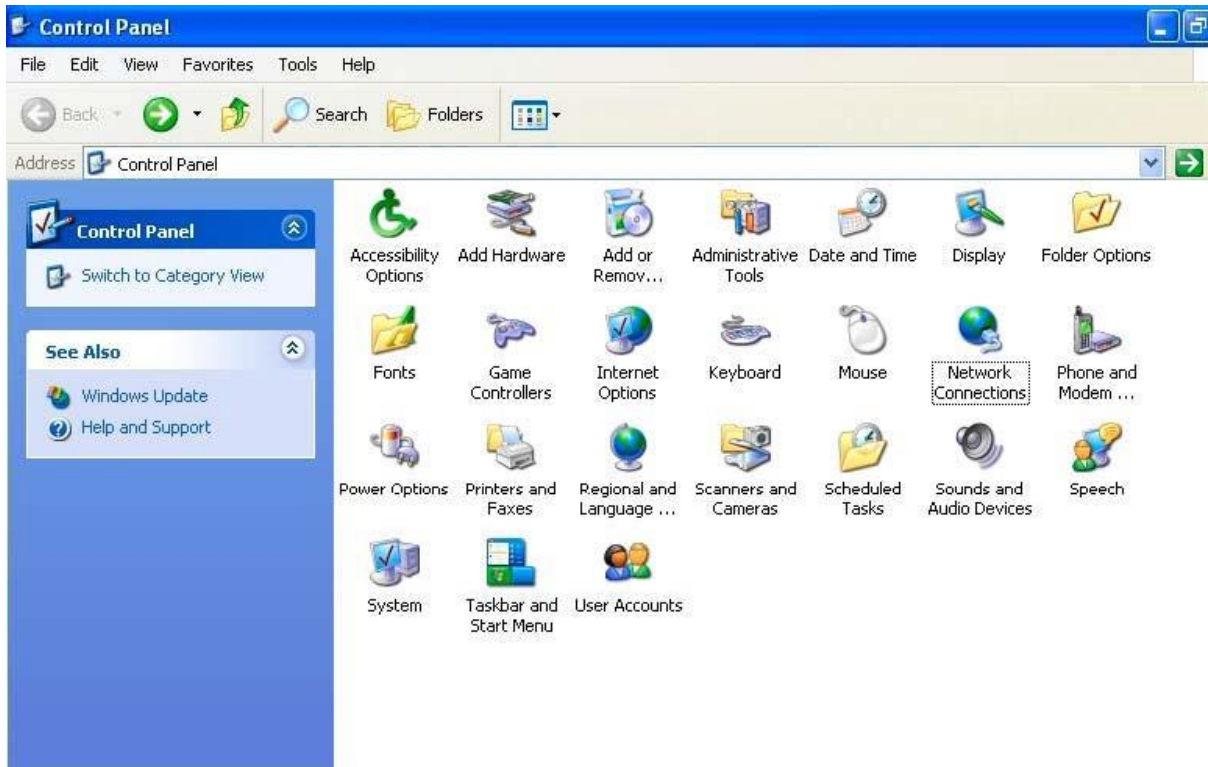 Control Panel
File Edit View Favorites Tools Help
Back Search Folders
Address Control Panel
Control Panel
Switch to Category View
See Also
Windows Update
Help and Support
Accessibility Options
Add Hardware
Add or Remov...
Administrative Tools
Date and Time
Display
Folder Options
Fonts
Game Controllers
Internet Options
Keyboard
Mouse
Network Connections
Phone and Modem ...
Power Options
Printers and Faxes
Regional and Language ...
Scanners and Cameras
Scheduled Tasks
Sounds and Audio Devices
Speech
System
Taskbar and Start Menu
User Accounts